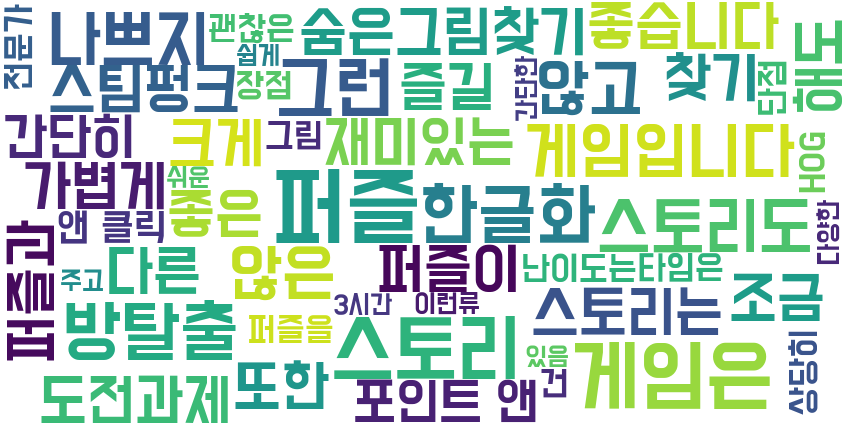 전문가
나쁘지
괜찮은
쉽게
숨은그림찾기
좋습니다
해도
스팀펑크
장점
그런
즐길
간단한
않고
찾기
단점
간단히
크게
그림
재미있는
게임입니다
HOG
가볍게
쉬운
퍼즐
한글화
스토리도
다양한
앤 클릭
좋은
퍼즐과
주고
다른
않은
퍼즐이
난이도는타임은
방탈출
퍼즐을
3시간
이런류
스토리
스토리는
조금
도전과제
또한
포인트 앤
건
있음
게임은
상당히